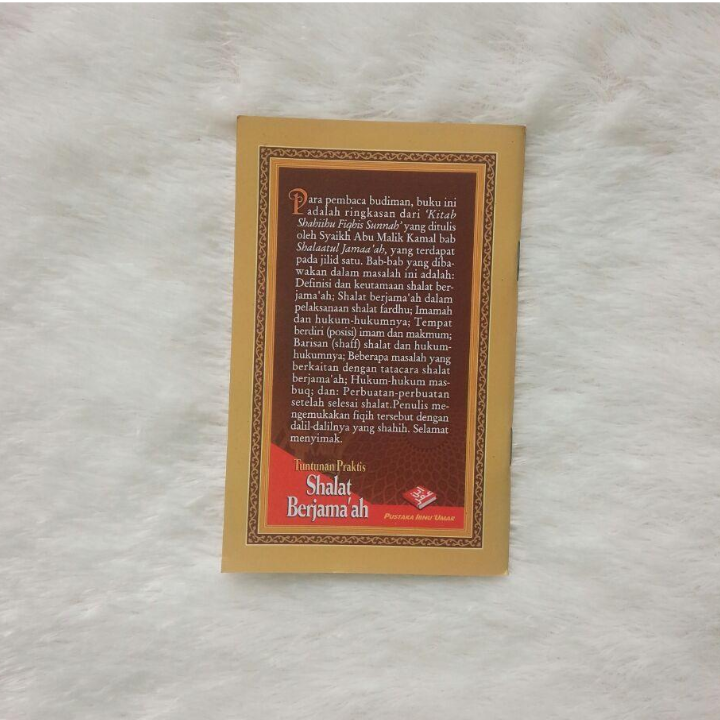 Para pembaca budiman, buku ini
adalah ringkasan dari 'Kitab
Shahiihu Fiqhis Sunnah' yang ditulis
oleh Syaikh Abu Malik Kamal bab
Shalaatul Jamaa'ah, yang terdapat
pada jilid satu. Bab-bab yang diba-
wakan dalam masalah ini adalah:
Definisi dan keutamaan shalat ber-
jama'ah; Shalat berjama'ah dalam
pelaksanaan shalat fardhu; Imamah
dan hukum-hukumnya; Tempat
berdiri (posisi) imam dan makmum;
Barisan (shaff) shalat dan hukum-
hukumnya; Beberapa masalah yang
berkaitan dengan tatacara shalat
berjama'ah; Hukum-hukum mas-
buq; dan: Perbuatan-perbuatan
setelah selesai shalat.Penulis me-
ngemukakan fiqih tersebut dengan
dalil-dalilnya yang shahih. Selamat
menyimak.
Tuntunan Praktis
Shalat
Berjama'ah
ابن
عمر
PUSTAKA IBNU 'UMAR